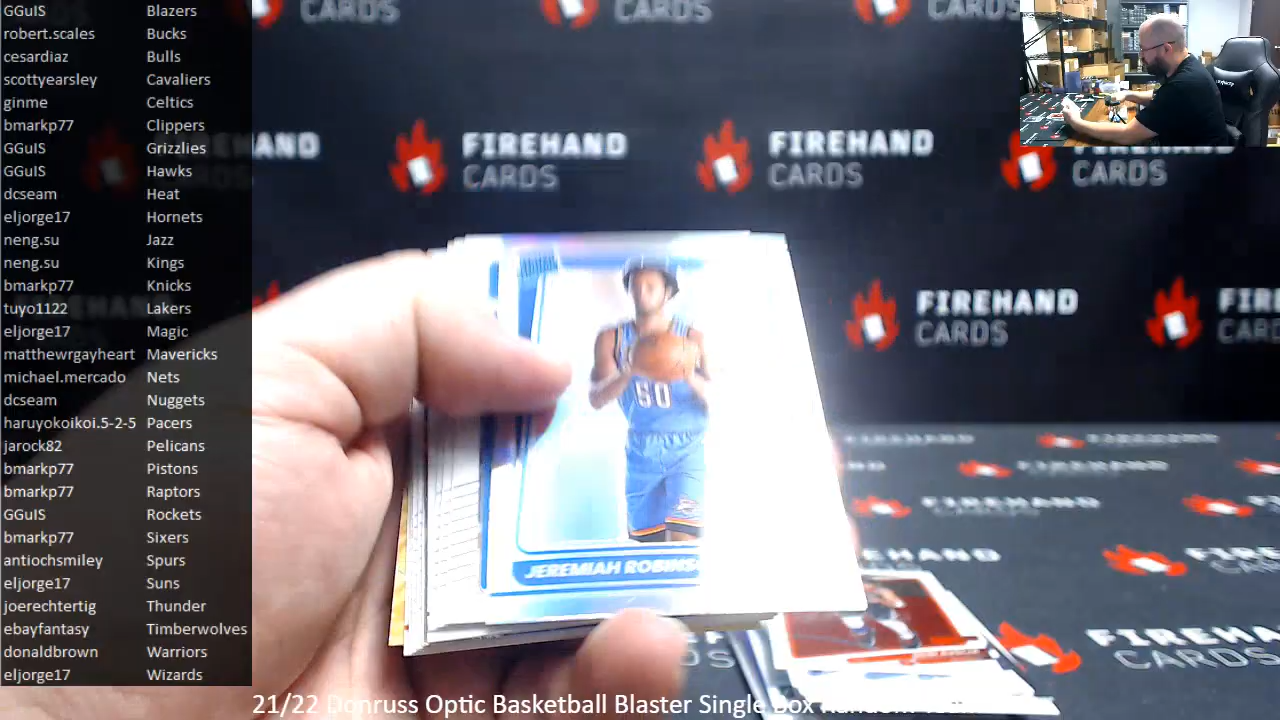 GGuIS Blazers
robert.scales Bucks
cesardiaz Bulls
scottyearsley Cavaliers
ginme Celtics
bmarkp77 Clippers
GGuIS Grizzlies
GGuIS Hawks
dcseam Heat
eljorge17 Hornets
neng.su Jazz
neng.su Kings
bmarkp77 Knicks
tuyo1122 Lakers
eljorge17 Magic
matthewrgayheart Mavericks
michael.mercado Nets
dcseam Nuggets
haruyokoikoi.5-2-5 Pacers
jarock82 Pelicans
bmarkp77 Pistons
bmarkp77 Raptors
GGuIS Rockets
bmarkp77 Sixers
antiochsmiley Spurs
eljorge17 Suns
joerechtertig Thunder
ebayfantasy Timberwolves
donaldbrown Warriors
eljorge17 Wizards
CARDS CARDS CARDS
FIREHAND
CARDS
FIREHAND
CARDS
CARDS
FIREHAND
CARDS
CARDS
50
JEREMIAH
FIREHAND
FIREHAND
21/22 Donruss Optic Basketball Blaster Single Box